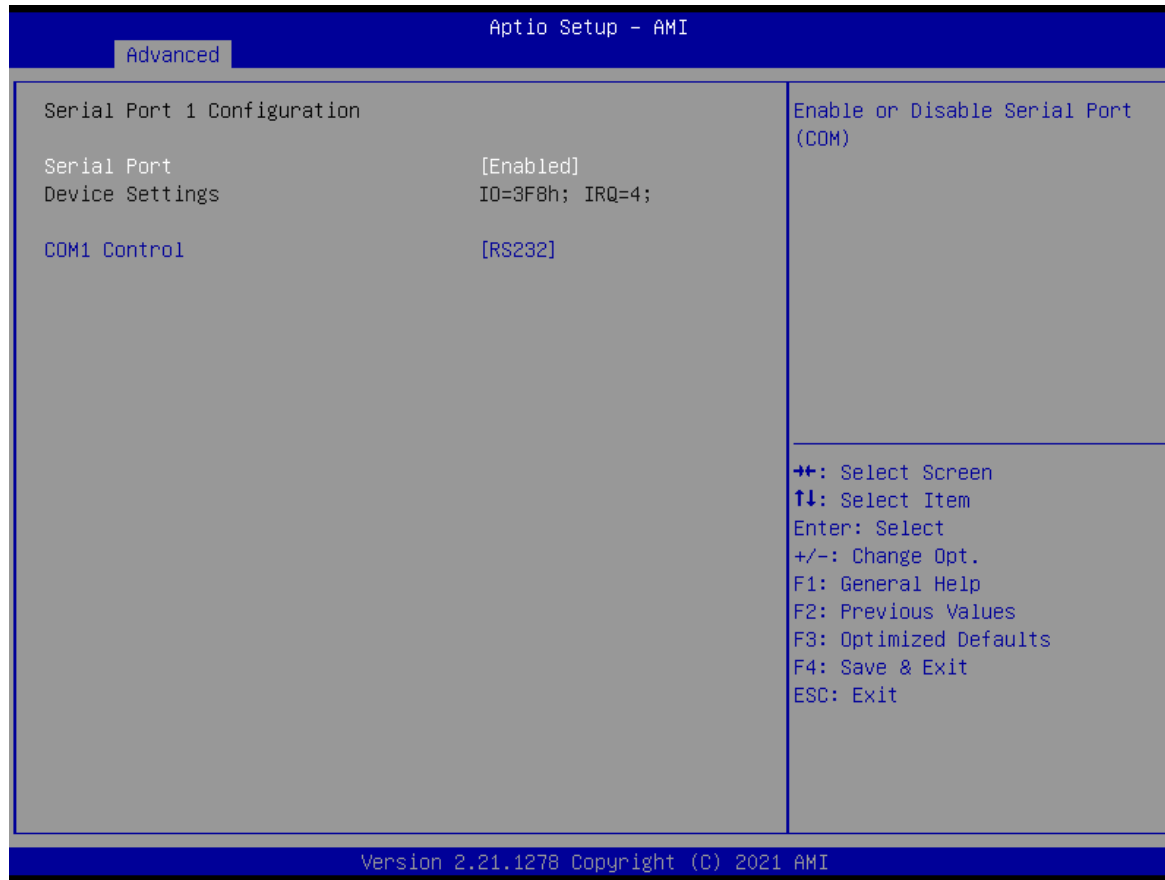 Aptio Setup – AMI
Advanced
Serial Port 1 Configuration
Serial Port [Enabled]
Device Settings IO=3F8h; IRQ=4;
COM1 Control [RS232]
Enable or Disable Serial Port
(COM)
→←: Select Screen
↑↓: Select Item
Enter: Select
+/-: Change Opt.
F1: General Help
F2: Previous Values
F3: Optimized Defaults
F4: Save & Exit
ESC: Exit
Version 2.21.1278 Copyright (C) 2021 AMI